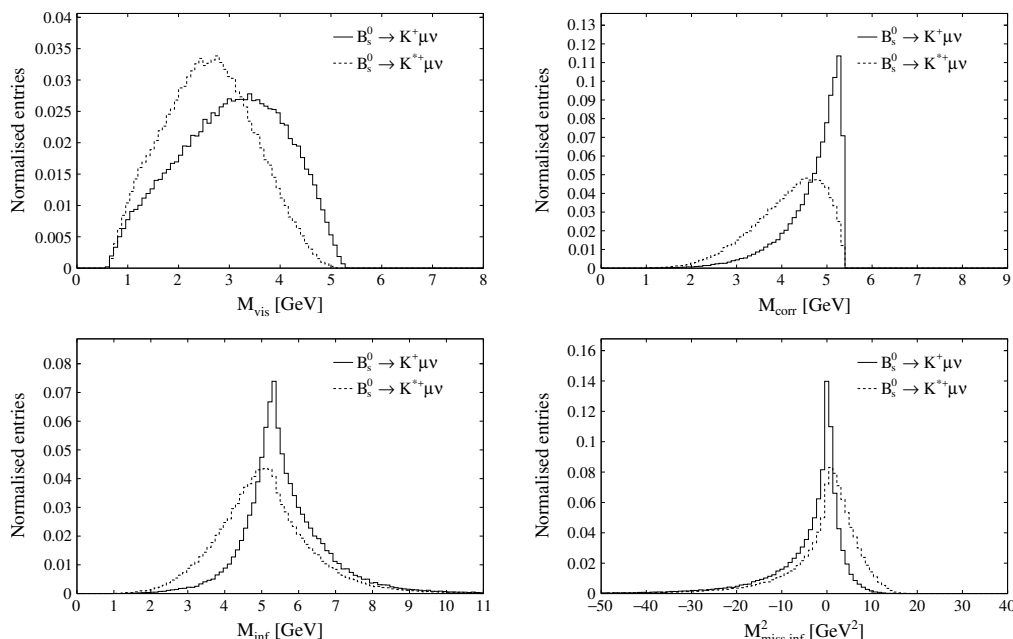 0.04
0.035
0.03
0.025
0.02
0.015
0.01
0.005
0
Normalised entries
B⁰ₛ → K⁺μν
B⁰ₛ → K*⁺μν
0 1 2 3 4 5 6 7 8
M_vis [GeV]
0.13
0.12
0.11
0.10
0.09
0.08
0.07
0.06
0.05
0.04
0.03
0.02
0.01
0
Normalised entries
B⁰ₛ → K⁺μν
B⁰ₛ → K*⁺μν
0 1 2 3 4 5 6 7 8 9
M_corr [GeV]
0.08
0.07
0.06
0.05
0.04
0.03
0.02
0.01
0
Normalised entries
B⁰ₛ → K⁺μν
B⁰ₛ → K*⁺μν
0 1 2 3 4 5 6 7 8 9 10 11
M_inf [GeV]
0.16
0.14
0.12
0.10
0.08
0.06
0.04
0.02
0
Normalised entries
B⁰ₛ → K⁺μν
B⁰ₛ → K*⁺μν
−50 −40 −30 −20 −10 0 10 20 30 40
M²_miss inf [GeV²]